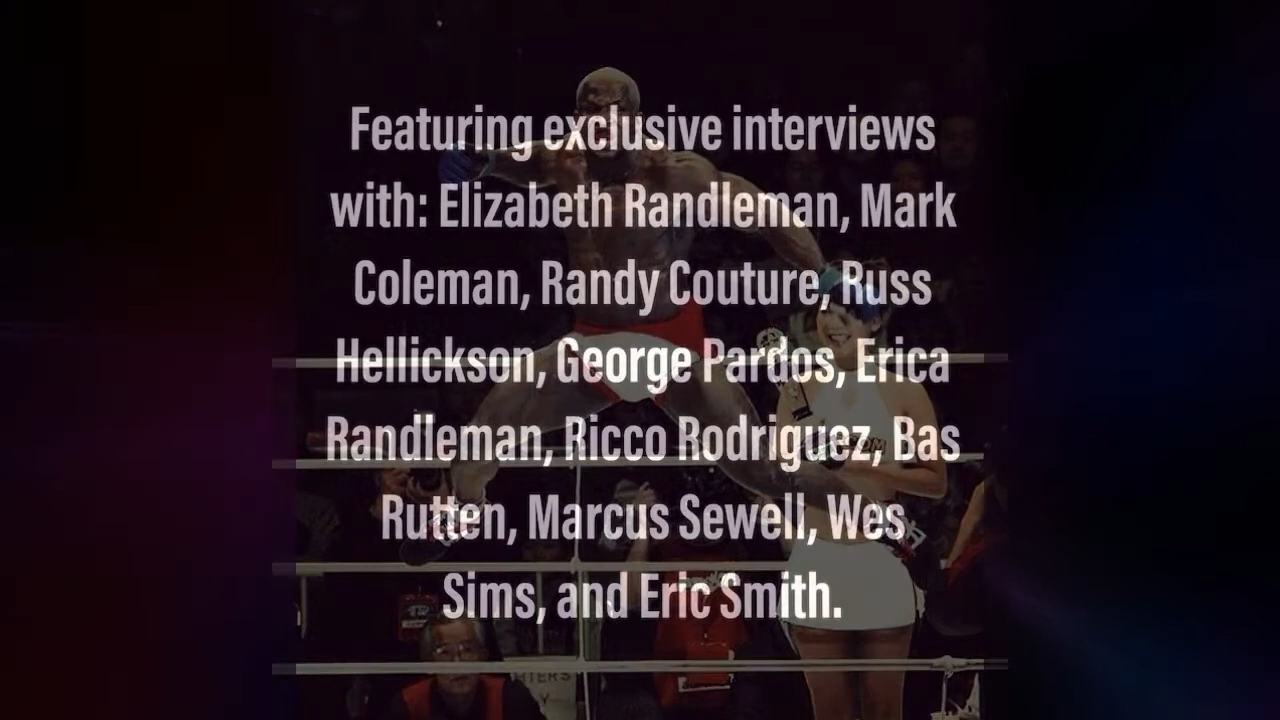 Featuring exclusive interviews
with: Elizabeth Randleman, Mark
Coleman, Randy Couture, Russ
Hellickson, George Pardos, Erica
Randleman, Ricco Rodriguez, Bas
Rutten, Marcus Sewell, Wes
Sims, and Eric Smith.